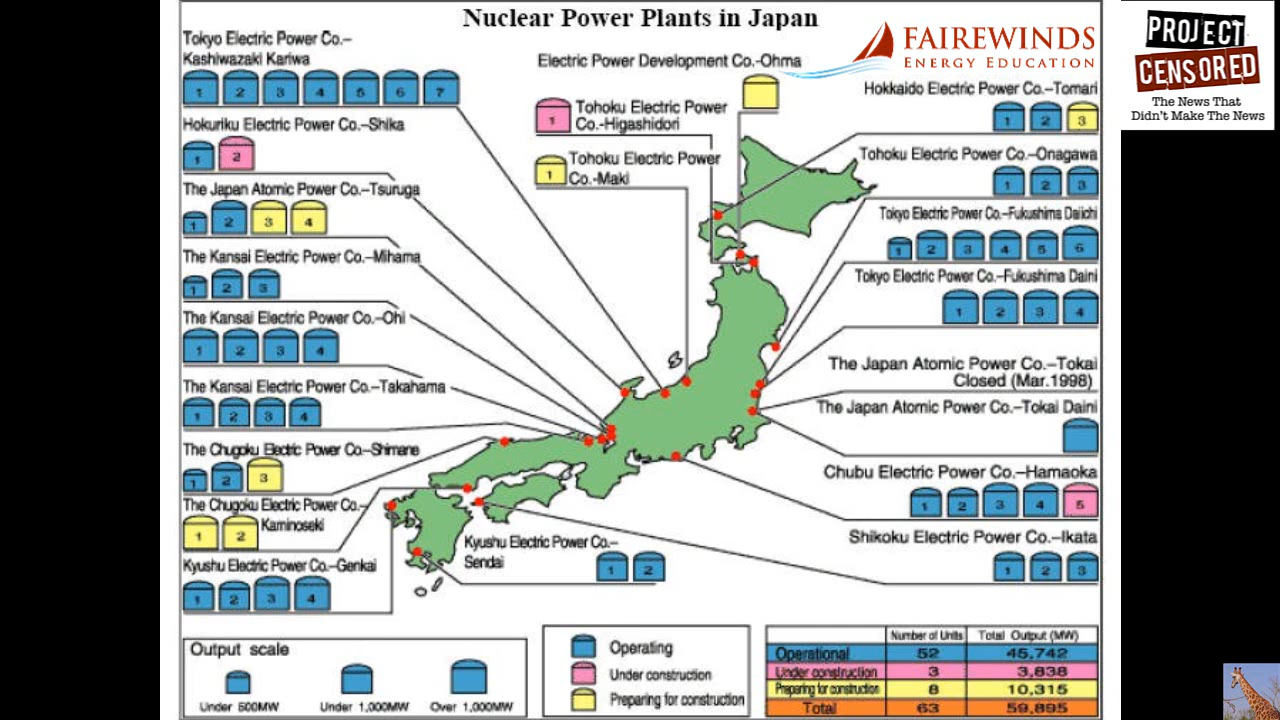 Nuclear Power Plants in Japan
FAIREWINDS
ENERGY EDUCATION
PROJECT
CENSORED
The News That
Didn't Make The News
Tokyo Electric Power Co.–
Kashiwazaki Kariwa
1 2 3 4 5 6 7
Hokuriku Electric Power Co.–Shika
1 2
The Japan Atomic Power Co.–Tsuruga
1 2 3 4
The Kansai Electric Power Co.–Mihama
1 2 3
The Kansai Electric Power Co.–Ohi
1 2 3 4
The Kansai Electric Power Co.–Takahama
1 2 3 4
The Chugoku Electric Power Co.–Shimane
1 2 3
The Chugoku Electric Power Co.–
Kaminoseki
1 2
Kyushu Electric Power Co.–Genkai
1 2 3 4
Electric Power Development Co.-Ohma
Tohoku Electric Power
Co.-Higashidori
1
Tohoku Electric Power
Co.-Maki
1
Kyushu Electric Power Co.–
Sendai
1 2
Hokkaido Electric Power Co.–Tomari
1 2 3
Tohoku Electric Power Co.–Onagawa
1 2 3
Tokyo Electric Power Co.–Fukushima Daiichi
1 2 3 4 5 6
Tokyo Electric Power Co.–Fukushima Daini
1 2 3 4
The Japan Atomic Power Co.–Tokai
Closed (Mar.1998)
The Japan Atomic Power Co.–Tokai Daini
Chubu Electric Power Co.–Hamaoka
1 2 3 4 5
Shikoku Electric Power Co.–Ikata
1 2 3
Output scale
Under 500MW Under 1,000MW Over 1,000MW
Operating
Under construction
Preparing for construction
Number of Units Total Output (MW)
Operational 52 45,742
Under construction 3 3,838
Preparing for construction 8 10,315
Total 63 59,895